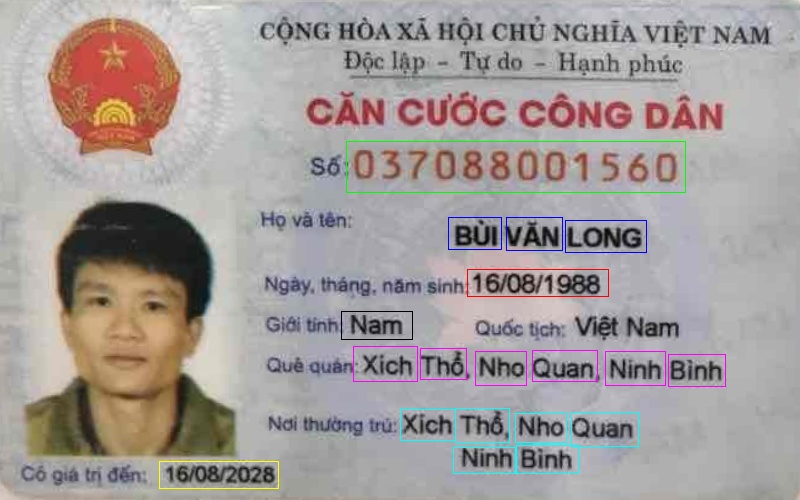 CỘNG HÒA XÃ HỘI CHỦ NGHĨA VIỆT NAM
Độc lập - Tự do - Hạnh phúc
CĂN CƯỚC CÔNG DÂN
Số: 037088001560
Họ và tên:
BÙI VĂN LONG
Ngày, tháng, năm sinh: 16/08/1988
Giới tính: Nam Quốc tịch: Việt Nam
Quê quán: Xích Thổ, Nho Quan, Ninh Bình
Nơi thường trú: Xích Thổ, Nho Quan
Ninh Bình
Có giá trị đến: 16/08/2028